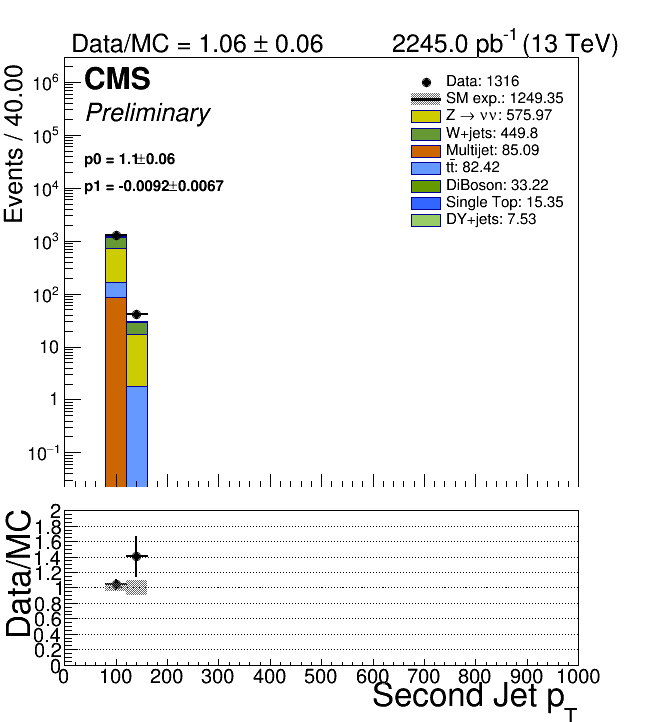 Data/MC = 1.06 ± 0.06 2245.0 pb⁻¹ (13 TeV)
CMS
Preliminary
p0 = 1.1±0.06
p1 = -0.0092±0.0067
Data: 1316
SM exp.: 1249.35
Z → νν: 575.97
W+jets: 449.8
Multijet: 85.09
tt̄: 82.42
DiBoson: 33.22
Single Top: 15.35
DY+jets: 7.53
Events / 40.00
10⁶
10⁵
10⁴
10³
10²
10
1
10⁻¹
Data/MC
2
1.8
1.6
1.4
1.2
1
0.8
0.6
0.4
0.2
0
0 100 200 300 400 500 600 700 800 900 1000
Second Jet p_T